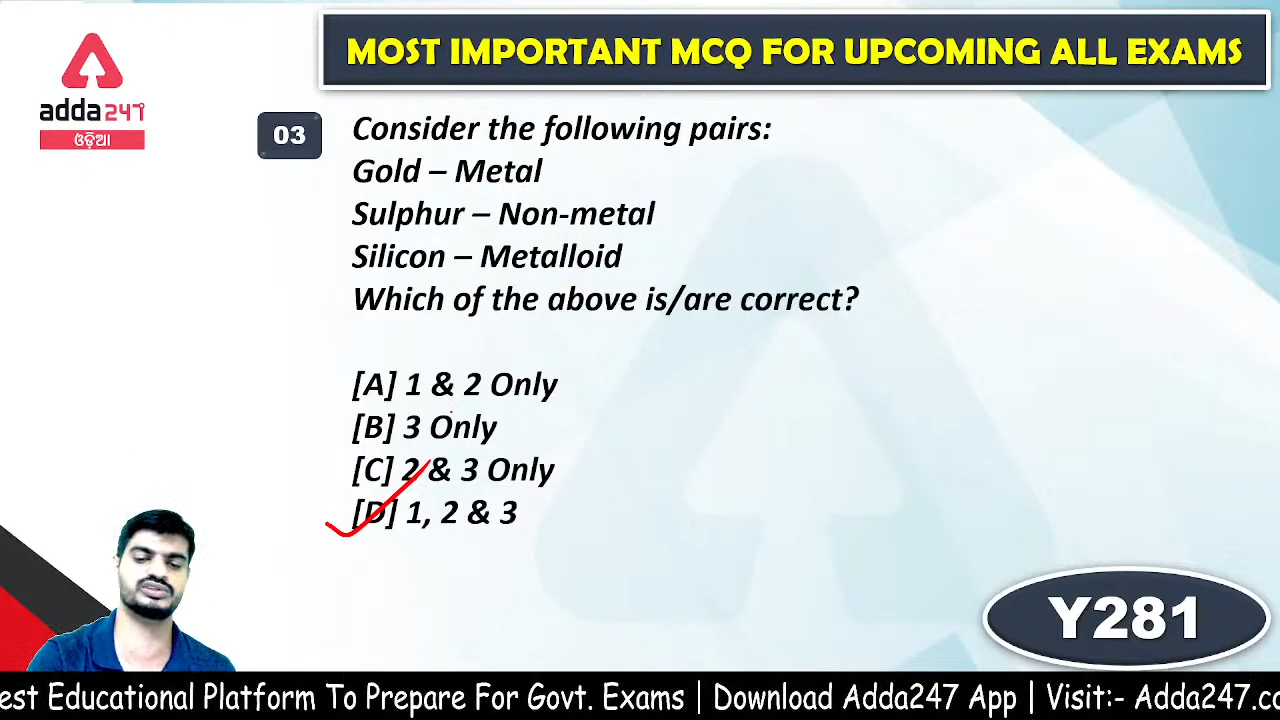 MOST IMPORTANT MCQ FOR UPCOMING ALL EXAMS
adda247
ଓଡ଼ିଆ
03
Consider the following pairs:
Gold – Metal
Sulphur – Non-metal
Silicon – Metalloid
Which of the above is/are correct?
[A] 1 & 2 Only
[B] 3 Only
[C] 2 & 3 Only
[D] 1, 2 & 3
Y281
est Educational Platform To Prepare For Govt. Exams | Download Adda247 App | Visit:- Adda247.co